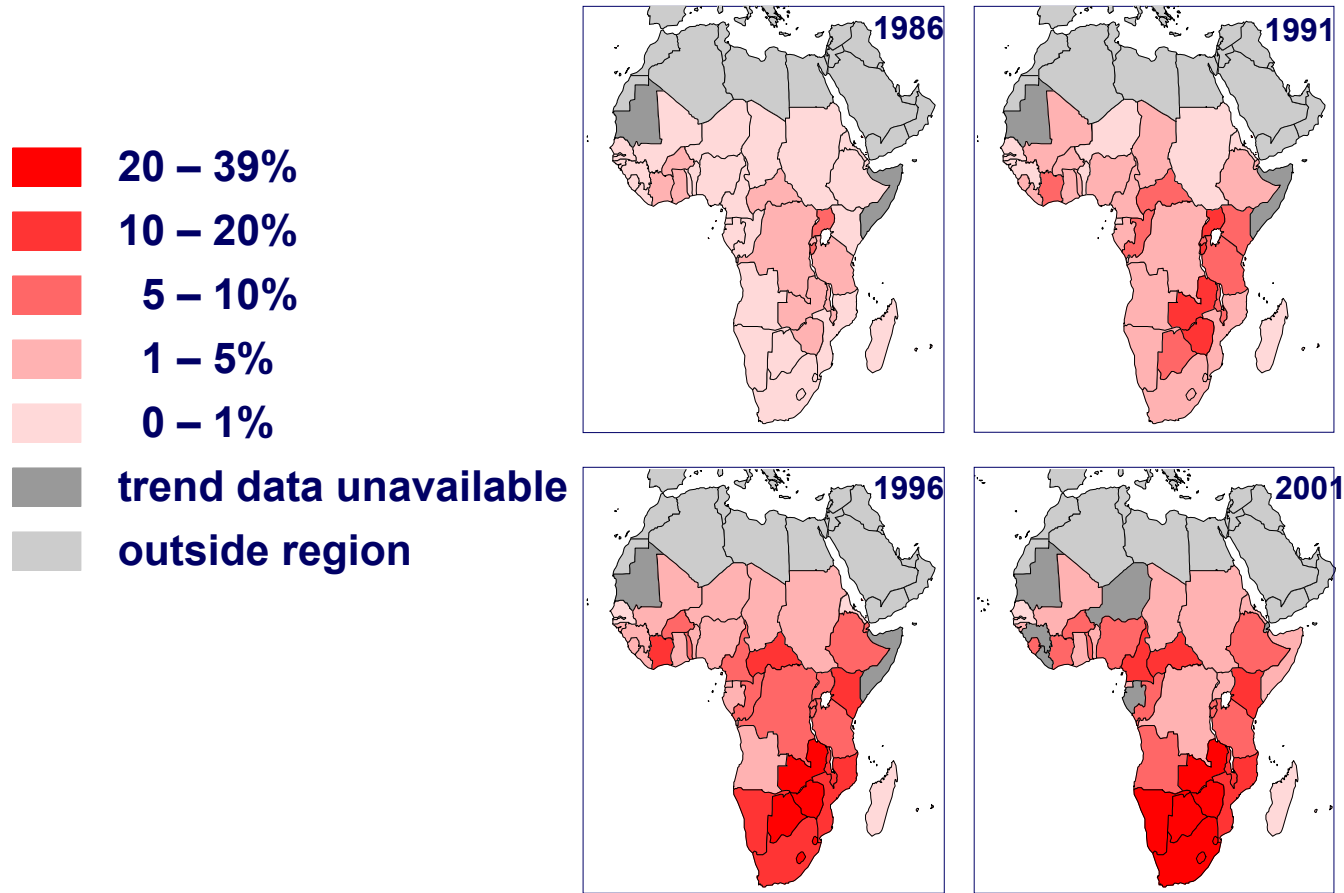 20 – 39%
10 – 20%
5 – 10%
1 – 5%
0 – 1%
trend data unavailable
outside region
1986
1991
1996
2001